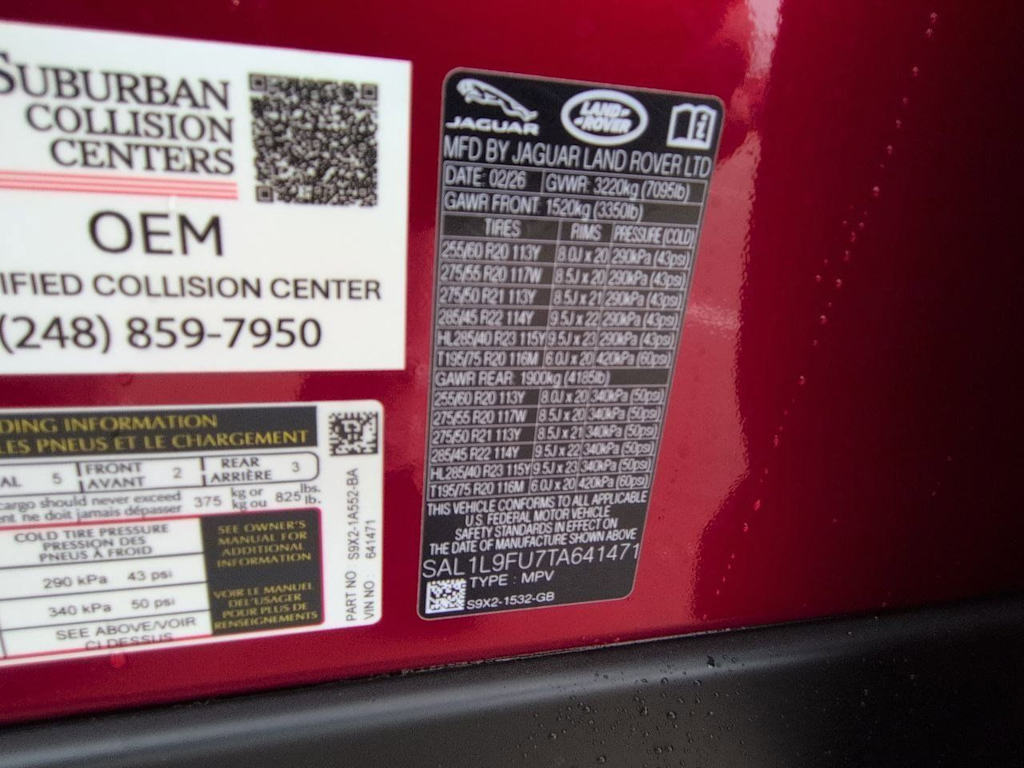 SUBURBAN
COLLISION
CENTERS
OEM
IFIED COLLISION CENTER
(248) 859-7950
DING INFORMATION
LES PNEUS ET LE CHARGEMENT
AL 5 FRONT AVANT 2 REAR ARRIÈRE 3
cargo should never exceed
ent ne doit jamais dépasser 375 kg or kg ou 825 lbs. lb.
COLD TIRE PRESSURE
PRESSION DES
PNEUS À FROID
290 kPa 43 psi
340 kPa 50 psi
SEE ABOVE/VOIR
CI DESSUS
SEE OWNER'S
MANUAL FOR
ADDITIONAL
INFORMATION
VOIR LE MANUEL
DE L'USAGER
POUR PLUS DE
RENSEIGNEMENTS
PART NO : S9X2-1A552-BA
VIN NO : 641471
JAGUAR
LAND ROVER
i
MFD BY JAGUAR LAND ROVER LTD
DATE: 02/26 GVWR: 3220kg (7095lb)
GAWR FRONT: 1520kg (3350lb)
TIRES RIMS PRESSURE (COLD)
255/60 R20 113Y 8.0J x 20 290kPa (43psi)
275/55 R20 117W 8.5J x 20 290kPa (43psi)
275/50 R21 113Y 8.5J x 21 290kPa (43psi)
285/45 R22 114Y 9.5J x 22 290kPa (43psi)
HL285/40 R23 115Y 9.5J x 23 290kPa (43psi)
T195/75 R20 116M 6.0J x 20 420kPa (60psi)
GAWR REAR: 1900kg (4185lb)
255/60 R20 113Y 8.0J x 20 340kPa (50psi)
275/55 R20 117W 8.5J x 20 340kPa (50psi)
275/50 R21 113Y 8.5J x 21 340kPa (50psi)
285/45 R22 114Y 9.5J x 22 340kPa (50psi)
HL285/40 R23 115Y 9.5J x 23 340kPa (50psi)
T195/75 R20 116M 6.0J x 20 420kPa (60psi)
THIS VEHICLE CONFORMS TO ALL APPLICABLE
U.S. FEDERAL MOTOR VEHICLE
SAFETY STANDARDS IN EFFECT ON
THE DATE OF MANUFACTURE SHOWN ABOVE
SAL1L9FU7TA641471
TYPE : MPV
S9X2-1532-GB